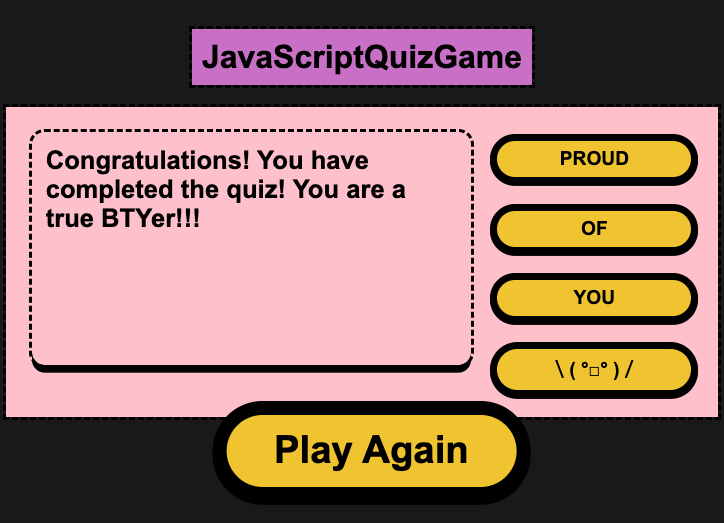 JavaScriptQuizGame
Congratulations! You have
completed the quiz! You are a
true BTYer!!!
PROUD
OF
YOU
\ ( °□° ) /
Play Again